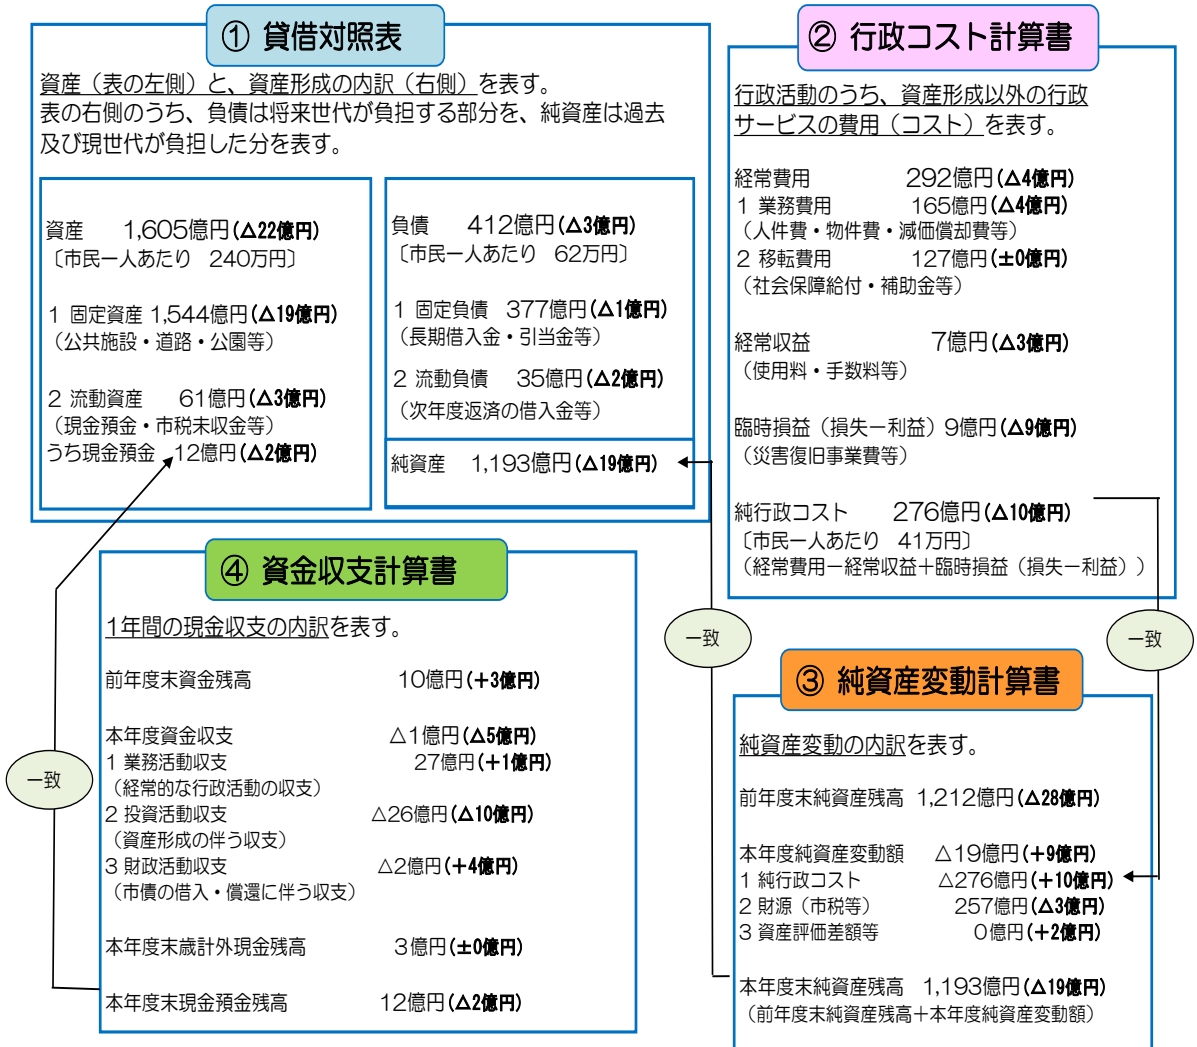 ① 貸借対照表
資産（表の左側）と、資産形成の内訳（右側）を表す。
表の右側のうち、負債は将来世代が負担する部分を、純資産は過去
及び現世代が負担した分を表す。
資産 1,605億円(△22億円)
〔市民一人あたり 240万円〕
1 固定資産 1,544億円(△19億円)
（公共施設・道路・公園等）
2 流動資産 61億円(△3億円)
（現金預金・市税未収金等）
うち現金預金 12億円(△2億円)
負債 412億円(△3億円)
〔市民一人あたり 62万円〕
1 固定負債 377億円(△1億円)
（長期借入金・引当金等）
2 流動負債 35億円(△2億円)
（次年度返済の借入金等）
純資産 1,193億円(△19億円)
② 行政コスト計算書
行政活動のうち、資産形成以外の行政
サービスの費用（コスト）を表す。
経常費用 292億円(△4億円)
1 業務費用 165億円(△4億円)
（人件費・物件費・減価償却費等）
2 移転費用 127億円(±0億円)
（社会保障給付・補助金等）
経常収益 7億円(△3億円)
（使用料・手数料等）
臨時損益（損失－利益）9億円(△9億円)
（災害復旧事業費等）
純行政コスト 276億円(△10億円)
〔市民一人あたり 41万円〕
（経常費用－経常収益＋臨時損益（損失－利益））
一致
一致
一致
④ 資金収支計算書
1年間の現金収支の内訳を表す。
前年度末資金残高 10億円(+3億円)
本年度資金収支 △1億円(△5億円)
1 業務活動収支 27億円(+1億円)
（経常的な行政活動の収支）
2 投資活動収支 △26億円(△10億円)
（資産形成の伴う収支）
3 財政活動収支 △2億円(+4億円)
（市債の借入・償還に伴う収支）
本年度末歳計外現金残高 3億円(±0億円)
本年度末現金預金残高 12億円(△2億円)
③ 純資産変動計算書
純資産変動の内訳を表す。
前年度末純資産残高 1,212億円(△28億円)
本年度純資産変動額 △19億円(+9億円)
1 純行政コスト △276億円(+10億円)
2 財源（市税等） 257億円(△3億円)
3 資産評価差額等 0億円(+2億円)
本年度末純資産残高 1,193億円(△19億円)
（前年度末純資産残高＋本年度純資産変動額）